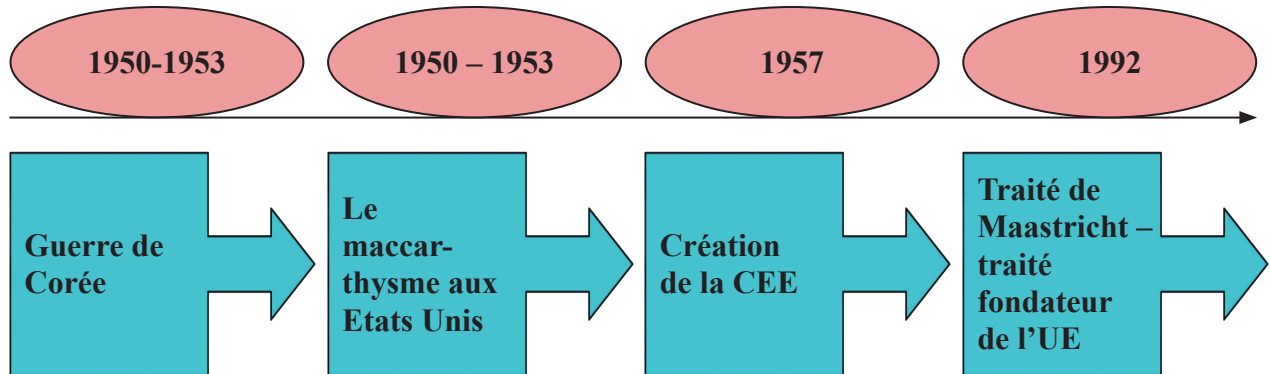 1950-1953
1950 – 1953
1957
1992
Guerre de
Corée
Le
maccar-
thysme aux
Etats Unis
Création
de la CEE
Traité de
Maastricht –
traité
fondateur
de l’UE